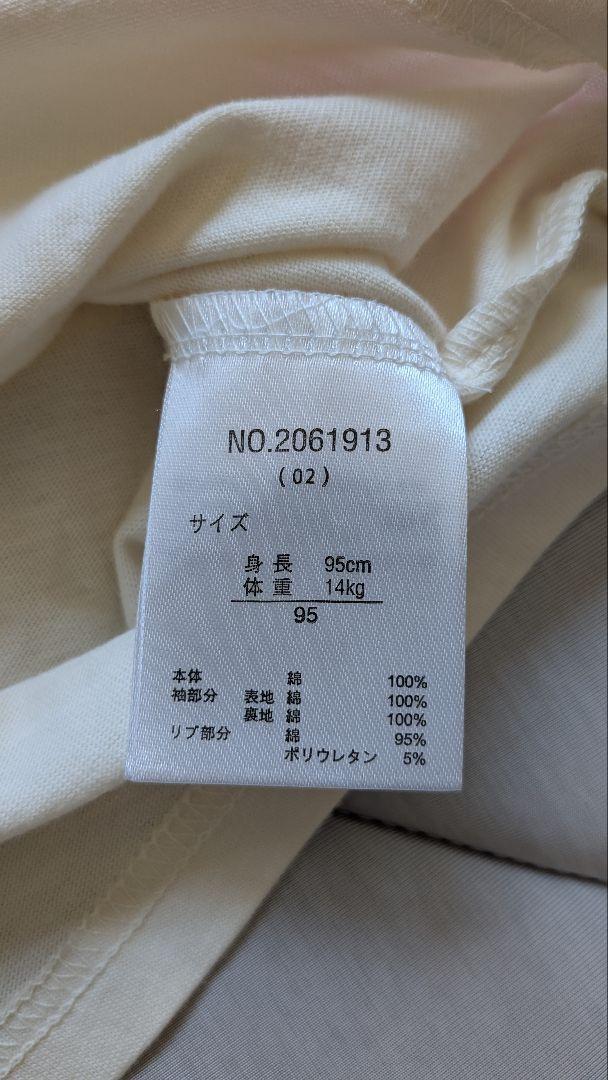 NO.2061913
(02)
サイズ
身長 95cm
体重 14kg
95
本体 綿 100%
袖部分 表地 綿 100%
裏地 綿 100%
リブ部分 綿 95%
ポリウレタン 5%